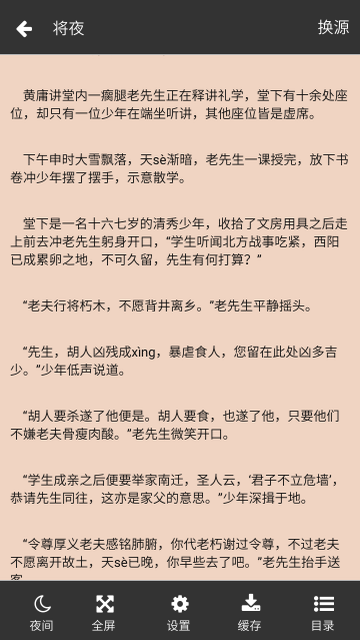 将夜
换源
黄庸讲堂内一瘸腿老先生正在释讲礼学，堂下有十余处座
位，却只有一位少年在端坐听讲，其他座位皆是虚席。
下午申时大雪飘落，天sè渐暗，老先生一课授完，放下书
卷冲少年摆了摆手，示意散学。
堂下是一名十六七岁的清秀少年，收拾了文房用具之后走
上前去冲老先生躬身开口，“学生听闻北方战事吃紧，西阳
已成累卵之地，不可久留，先生有何打算？”
“老夫行将朽木，不愿背井离乡。”老先生平静摇头。
“先生，胡人凶残成xìng，暴虐食人，您留在此处凶多吉
少。”少年低声说道。
“胡人要杀遂了他便是。胡人要食，也遂了他，只要他们
不嫌老夫骨瘦肉酸。”老先生微笑开口。
“学生成亲之后便要举家南迁，圣人云，‘君子不立危墙’，
恭请先生同往，这亦是家父的意思。”少年深揖于地。
“令尊厚义老夫感铭肺腑，你代老朽谢过令尊，不过老夫
不愿离开故土，天sè已晚，你早些去了吧。“老先生抬手送
客
夜间
全屏
设置
缓存
目录